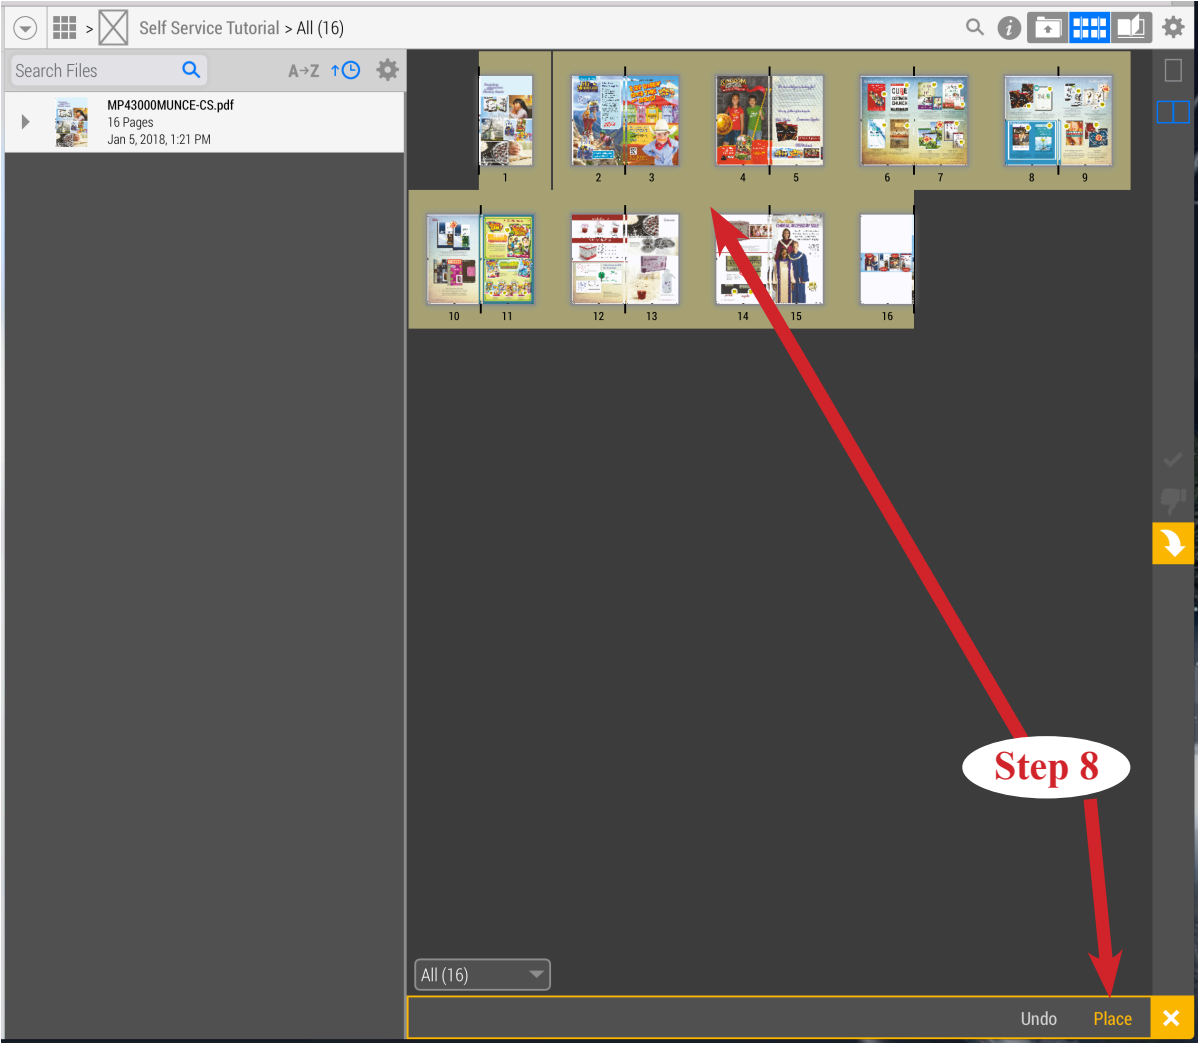 > Self Service Tutorial > All (16)
Search Files
A→Z
MP43000MUNCE-CS.pdf
16 Pages
Jan 5, 2018, 1:21 PM
1 2 3 4 5 6 7 8 9
10 11 12 13 14 15 16
Step 8
All (16)
Undo Place